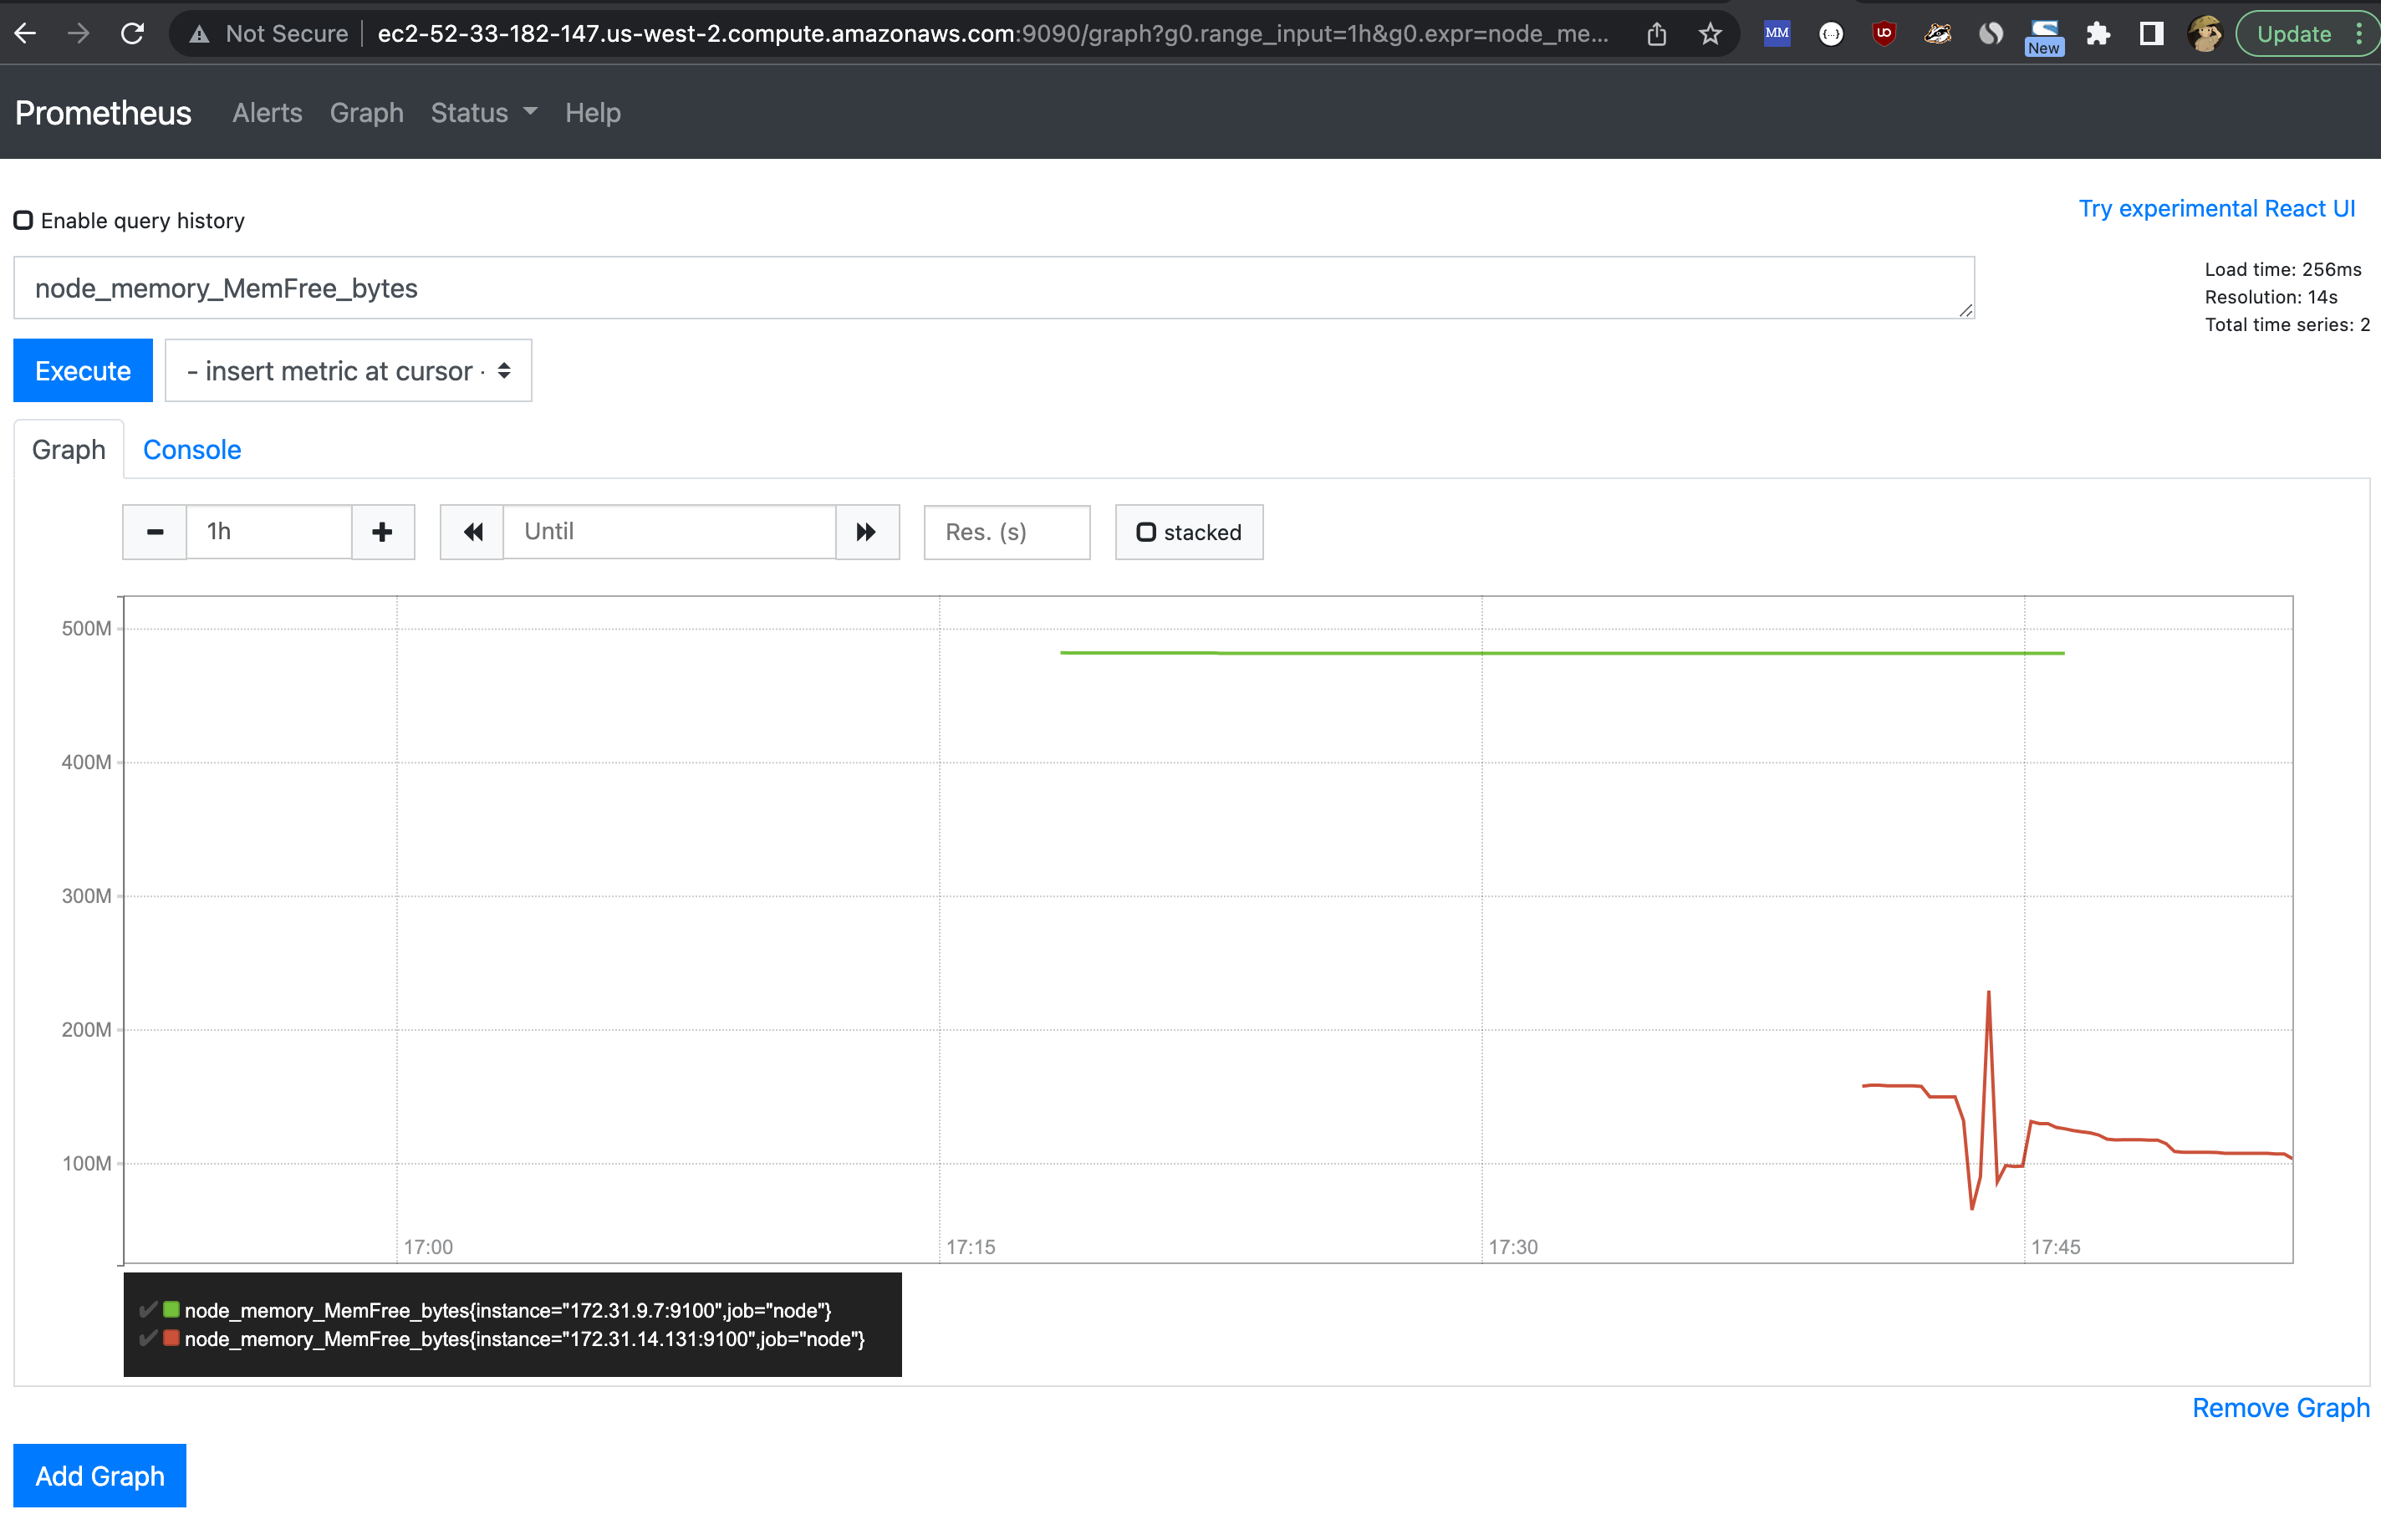 Not Secure ec2-52-33-182-147.us-west-2.compute.amazonaws.com:9090/graph?g0.range_input=1h&g0.expr=node_me... MM UO New Update
Prometheus Alerts Graph Status Help
Enable query history
Try experimental React UI
node_memory_MemFree_bytes
Load time: 256ms
Resolution: 14s
Total time series: 2
Execute - insert metric at cursor -
Graph Console
1h Until Res. (s) stacked
500M
400M
300M
200M
100M
17:00 17:15 17:30 17:45
node_memory_MemFree_bytes{instance="172.31.9.7:9100",job="node"}
node_memory_MemFree_bytes{instance="172.31.14.131:9100",job="node"}
Remove Graph
Add Graph